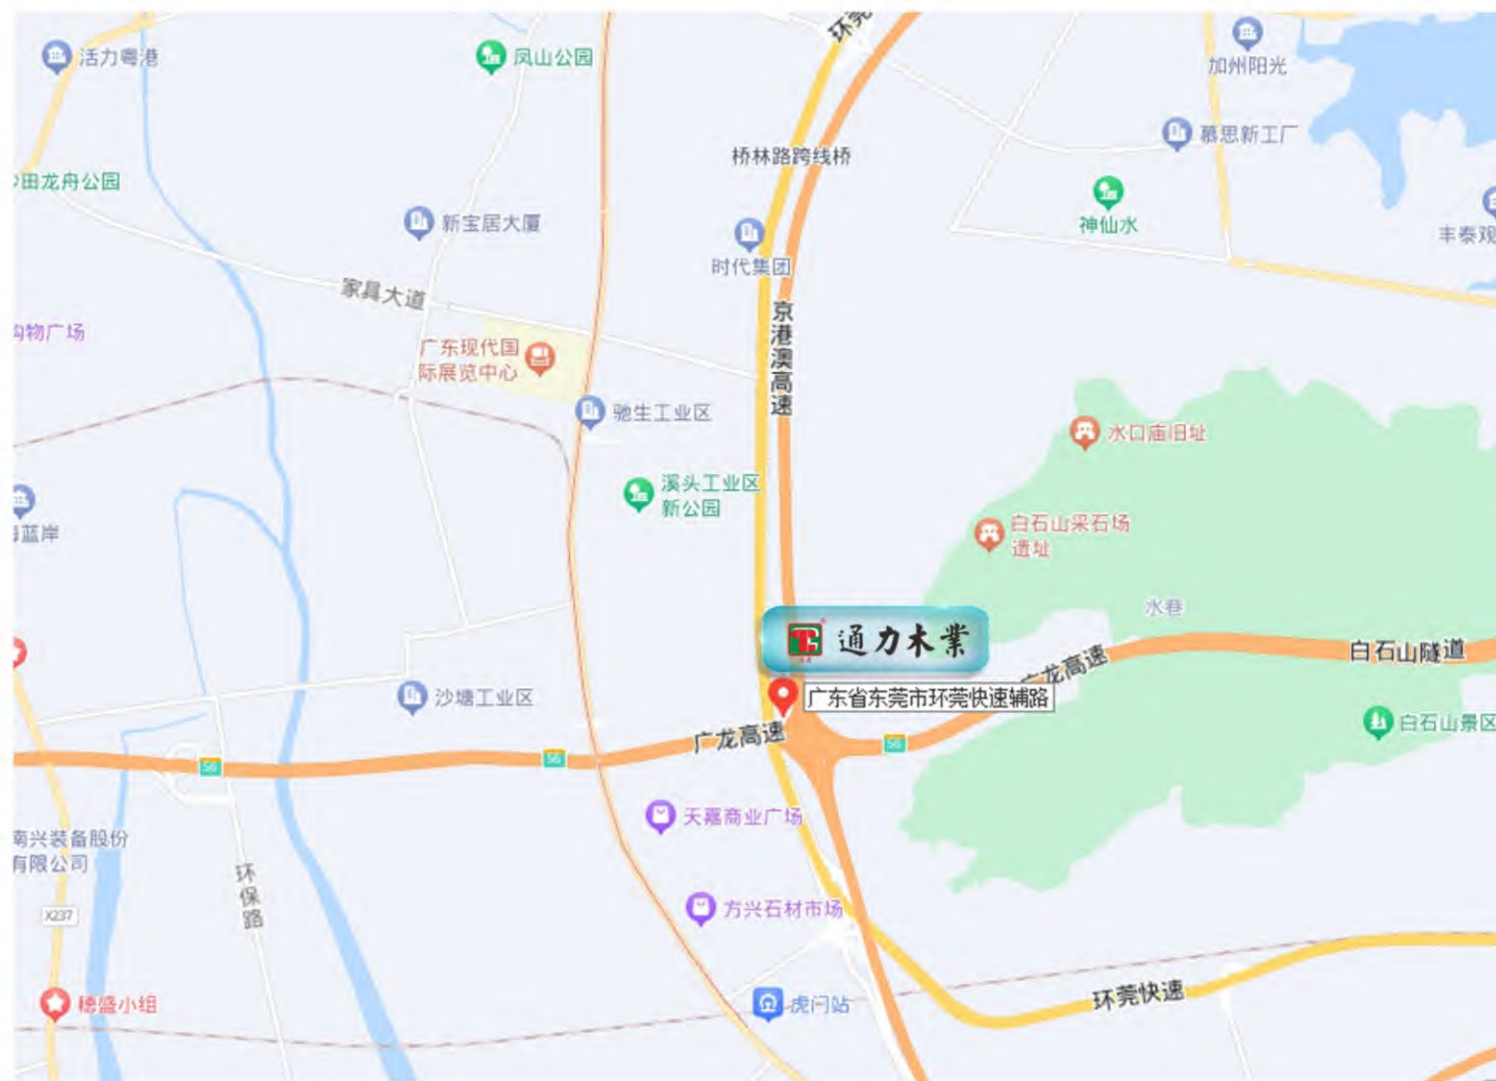 环莞
活力粤港
凤山公园
加州阳光
慕思新工厂
桥林路跨线桥
田龙舟公园
神仙水
新宝居大厦
丰泰观
时代集团
家具大道
京港澳高速
购物广场
广东现代国
际展览中心
驰生工业区
水口庙旧址
溪头工业区
新公园
蓝岸
白石山采石场
遗址
水巷
通力木業
白石山隧道
广龙高速
沙塘工业区
广东省东莞市环莞快速辅路
白石山景区
广龙高速
S6
S6
S6
天嘉商业广场
南兴装备股份
有限公司
环保路
方兴石材市场
X237
穗盛小组
虎门站
环莞快速